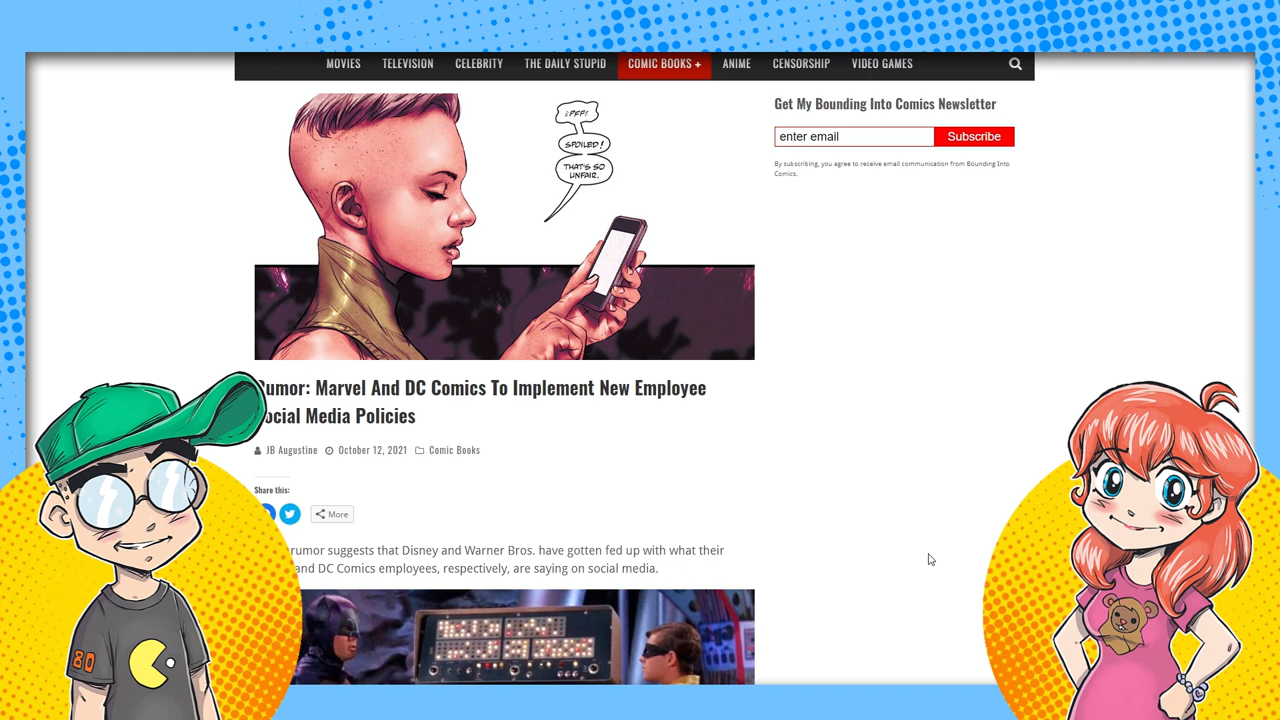 MOVIES TELEVISION CELEBRITY THE DAILY STUPID COMIC BOOKS + ANIME CENSORSHIP VIDEO GAMES
Get My Bounding Into Comics Newsletter
enter email Subscribe
By subscribing, you agree to receive email communication from Bounding Into
Comics.
:PFF!
SPOILED!
THAT'S SO
UNFAIR.
Rumor: Marvel And DC Comics To Implement New Employee
Social Media Policies
JB Augustine October 12, 2021 Comic Books
Share this:
More
rumor suggests that Disney and Warner Bros. have gotten fed up with what their
and DC Comics employees, respectively, are saying on social media.
80